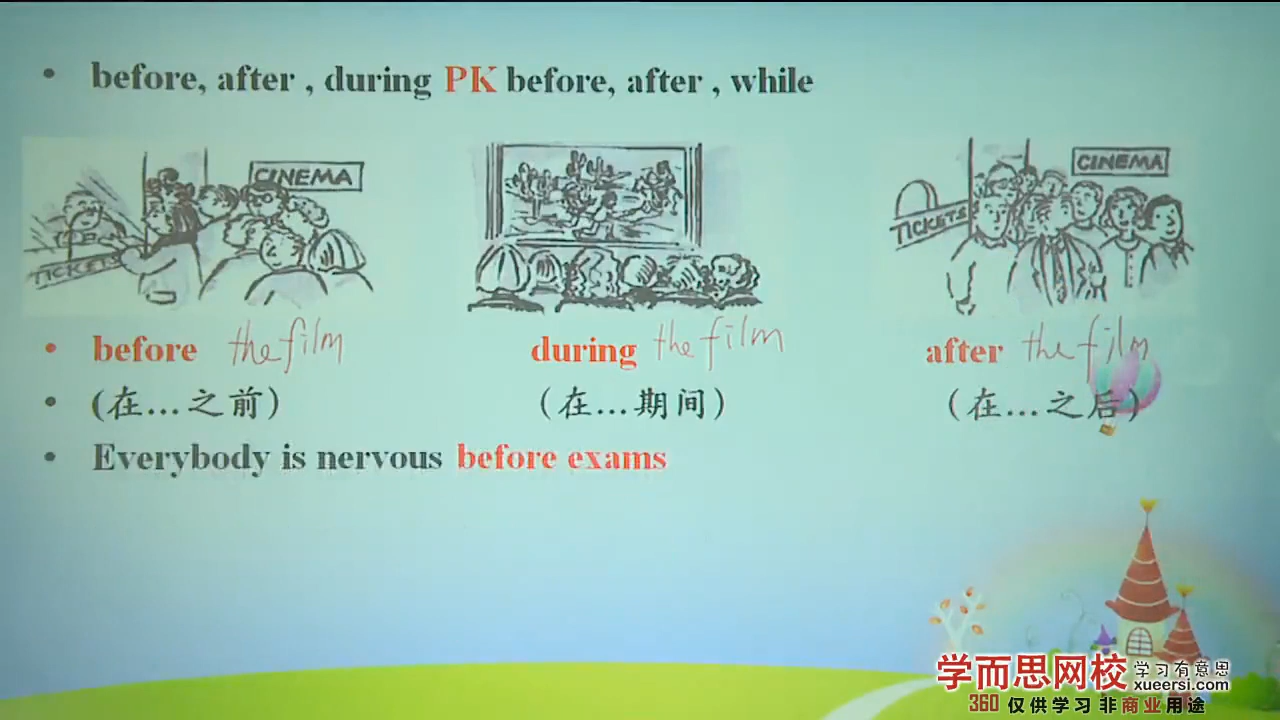 • before, after , during PK before, after , while
CINEMA
TICKETS
CINEMA
TICKETS
• before the film during the film after the film
• (在…之前) (在…期间) (在…之后)
• Everybody is nervous before exams
学而思网校 学习有意思
xueersi.com
360 仅供学习 非商业用途